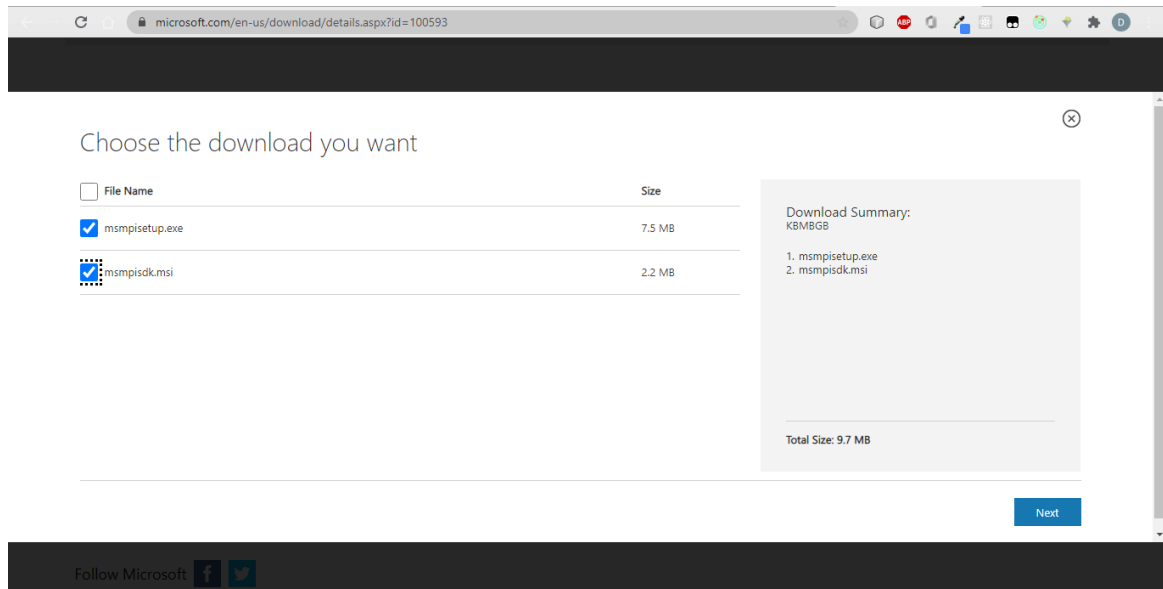 microsoft.com/en-us/download/details.aspx?id=100593
ABP
D
Choose the download you want
File Name Size
msmpisetup.exe 7.5 MB
msmpisdk.msi 2.2 MB
Download Summary:
KBMBGB
1. msmpisetup.exe
2. msmpisdk.msi
Total Size: 9.7 MB
Next
Follow Microsoft